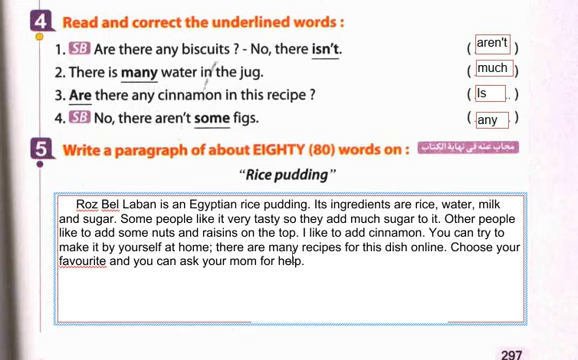 4 Read and correct the underlined words :
1. SB Are there any biscuits ? - No, there isn't. ( aren't )
2. There is many water in the jug. ( much )
3. Are there any cinnamon in this recipe ? ( Is .. )
4. SB No, there aren't some figs. ( any )
5 Write a paragraph of about EIGHTY (80) words on : مجاب عنه في نهاية الكتاب
"Rice pudding"
Roz Bel Laban is an Egyptian rice pudding. Its ingredients are rice, water, milk
and sugar. Some people like it very tasty so they add much sugar to it. Other people
like to add some nuts and raisins on the top. I like to add cinnamon. You can try to
make it by yourself at home; there are many recipes for this dish online. Choose your
favourite and you can ask your mom for help.
297